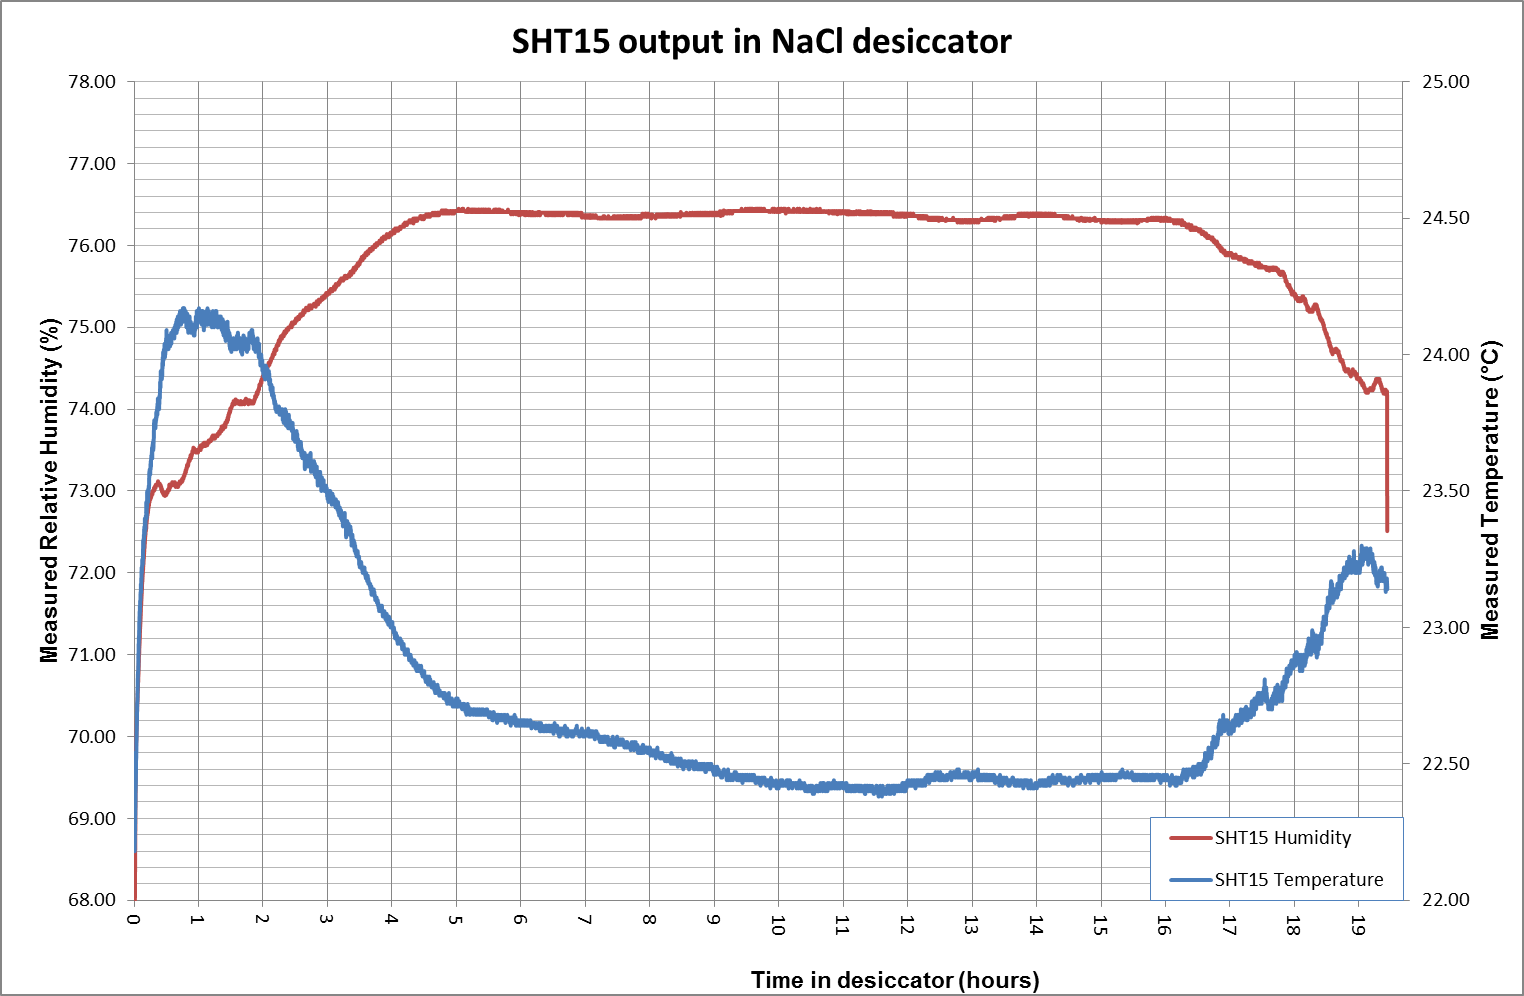 SHT15 output in NaCl desiccator
78.00
77.00
76.00
75.00
74.00
73.00
72.00
71.00
70.00
69.00
68.00
Measured Relative Humidity (%)
25.00
24.50
24.00
23.50
23.00
22.50
22.00
Measured Temperature (°C)
SHT15 Humidity
SHT15 Temperature
0 1 2 3 4 5 6 7 8 9 10 11 12 13 14 15 16 17 18 19
Time in desiccator (hours)